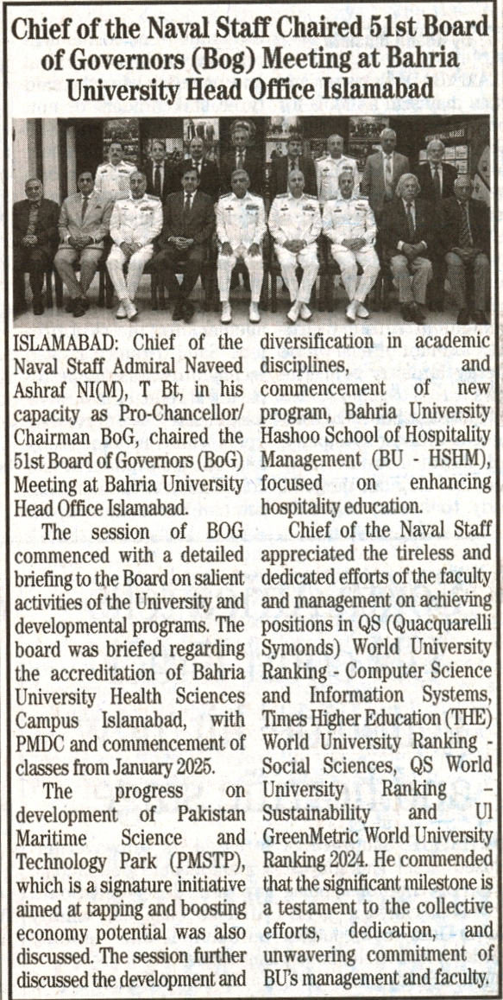 Chief of the Naval Staff Chaired 51st Board
of Governors (Bog) Meeting at Bahria
University Head Office Islamabad
ISLAMABAD: Chief of the
Naval Staff Admiral Naveed
Ashraf NI(M), T Bt, in his
capacity as Pro-Chancellor/
Chairman BoG, chaired the
51st Board of Governors (BoG)
Meeting at Bahria University
Head Office Islamabad.
The session of BOG
commenced with a detailed
briefing to the Board on salient
activities of the University and
developmental programs. The
board was briefed regarding
the accreditation of Bahria
University Health Sciences
Campus Islamabad, with
PMDC and commencement of
classes from January 2025.
The progress on
development of Pakistan
Maritime Science and
Technology Park (PMSTP),
which is a signature initiative
aimed at tapping and boosting
economy potential was also
discussed. The session further
discussed the development and
diversification in academic
disciplines, and
commencement of new
program, Bahria University
Hashoo School of Hospitality
Management (BU - HSHM),
focused on enhancing
hospitality education.
Chief of the Naval Staff
appreciated the tireless and
dedicated efforts of the faculty
and management on achieving
positions in QS (Quacquarelli
Symonds) World University
Ranking - Computer Science
and Information Systems,
Times Higher Education (THE)
World University Ranking -
Social Sciences, QS World
University Ranking –
Sustainability and UI
GreenMetric World University
Ranking 2024. He commended
that the significant milestone is
a testament to the collective
efforts, dedication, and
unwavering commitment of
BU's management and faculty.